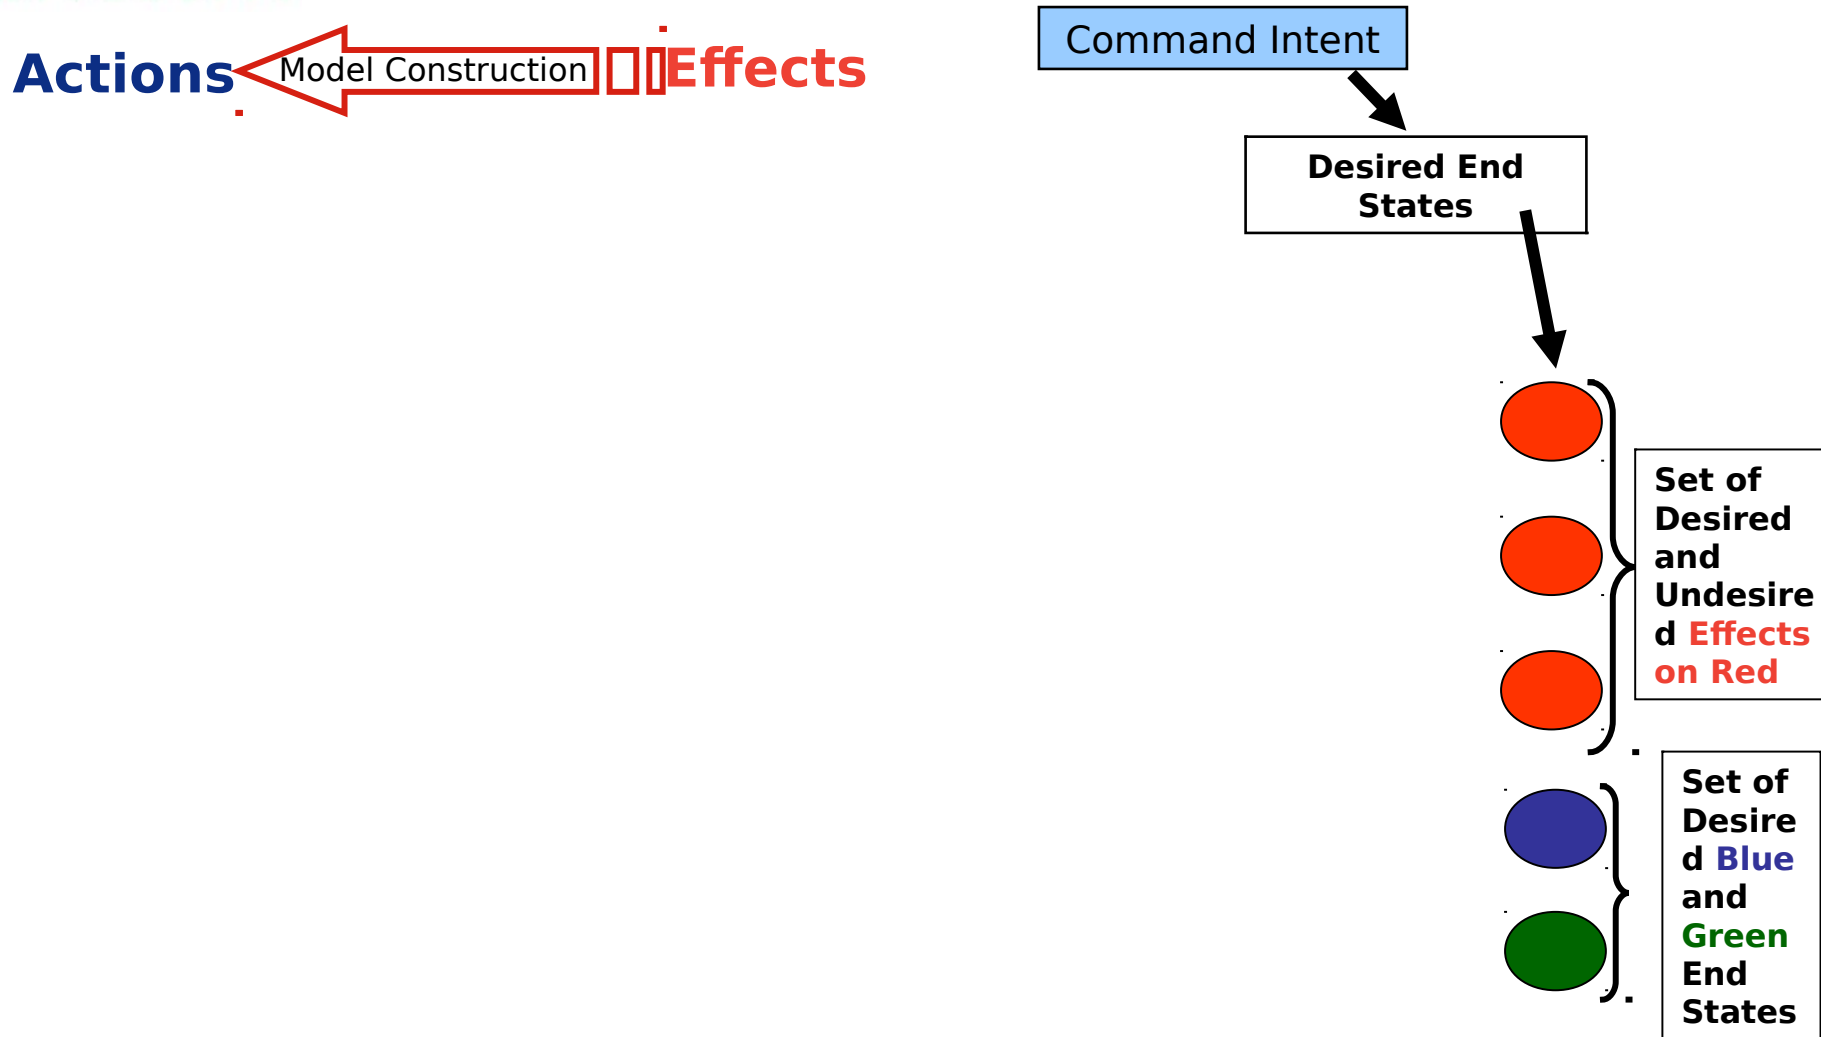 Actions
Model Construction
Effects
Command Intent
Desired End
States
Set of
Desired
and
Undesire
d Effects
on Red
Set of
Desire
d Blue
and
Green
End
States